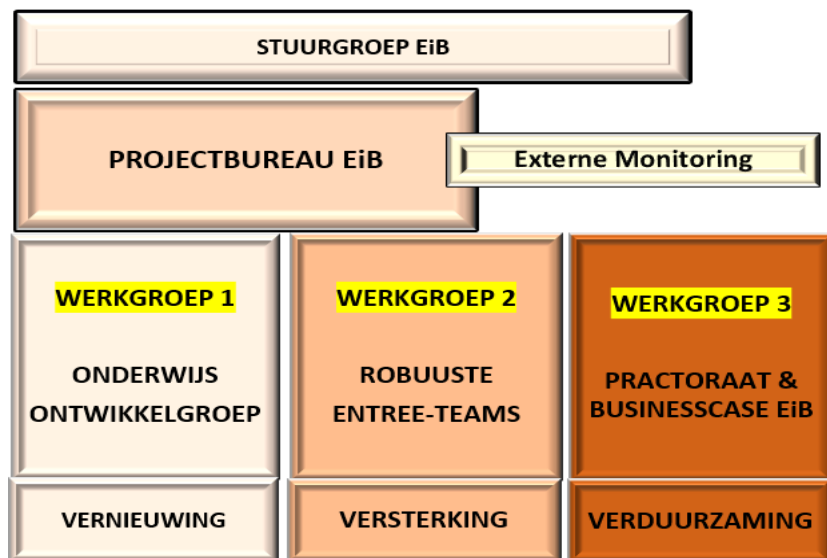 STUURGROEP EiB
PROJECTBUREAU EiB
Externe Monitoring
WERKGROEP 1
ONDERWIJS
ONTWIKKELGROEP
VERNIEUWING
WERKGROEP 2
ROBUUSTE
ENTREE-TEAMS
VERSTERKING
WERKGROEP 3
PRACTORAAT &
BUSINESSCASE EiB
VERDUURZAMING